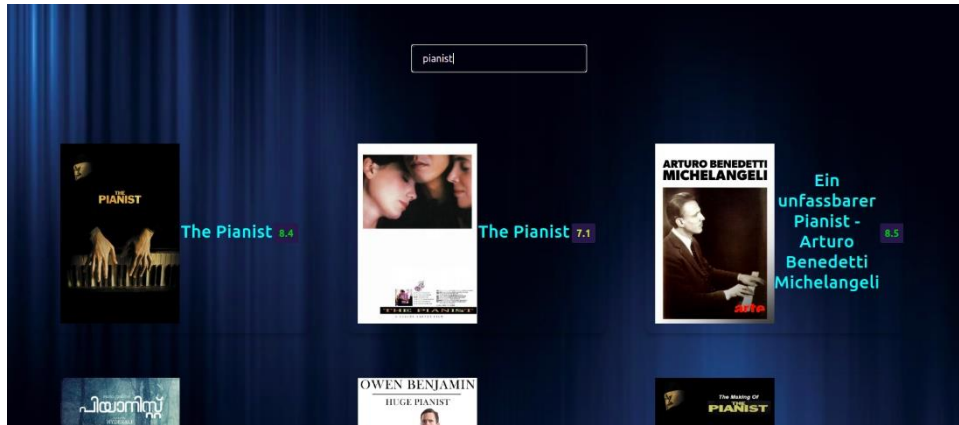 pianist
THE
PIANIST
The Pianist 8.4
THE PIANIST
The Pianist 7.1
ARTURO BENEDETTI
MICHELANGELI
arte
Ein
unfassbarer
Pianist -
Arturo
Benedetti
Michelangeli
8.5
പിയാനിസ്റ്റ്
OWEN BENJAMIN
HUGE PIANIST
The Making Of
THE
PIANIST